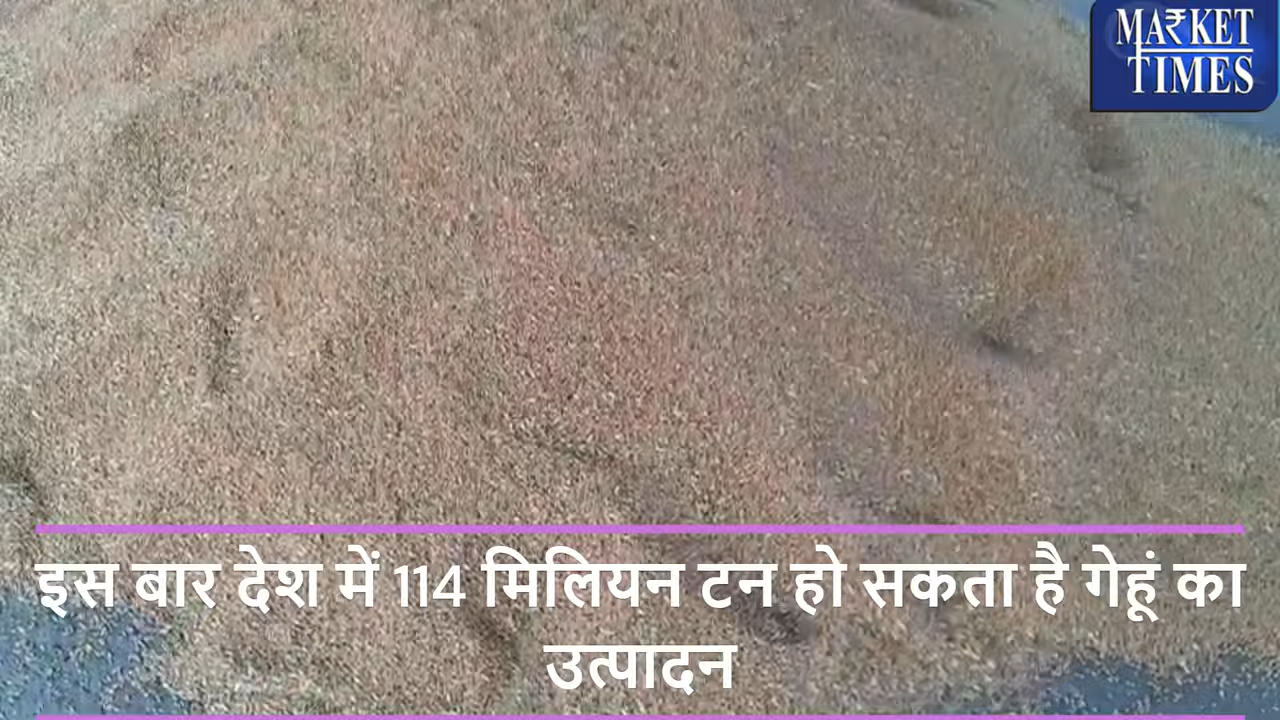 MA₹KET
TIMES
इस बार देश में 114 मिलियन टन हो सकता है गेहूं का
उत्पादन